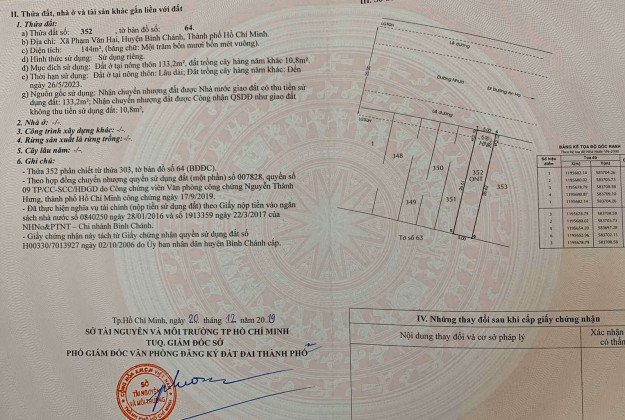 II. Thửa đất, nhà ở và tài sản khác gắn liền với đất
1. Thửa đất:
a) Thửa đất số: 352 , tờ bản đồ số: 64.
b) Địa chỉ: Xã Phạm Văn Hai, Huyện Bình Chánh, Thành phố Hồ Chí Minh.
c) Diện tích: 144m², (bằng chữ: Một trăm bốn mươi bốn mét vuông).
d) Hình thức sử dụng: Sử dụng riêng.
đ) Mục đích sử dụng: Đất ở tại nông thôn 133,2m², đất trồng cây hàng năm khác 10,8m².
e) Thời hạn sử dụng: Đất ở tại nông thôn: Lâu dài; Đất trồng cây hàng năm khác: Đến
ngày 26/5/2023.
g) Nguồn gốc sử dụng: Nhận chuyển nhượng đất được Nhà nước giao đất có thu tiền sử
dụng đất: 133,2m²; Nhận chuyển nhượng đất được Công nhận QSDĐ như giao đất
không thu tiền sử dụng đất: 10,8m²,
2. Nhà ở: -/-
3. Công trình xây dựng khác: -/-
4. Rừng sản xuất là rừng trồng: -/-
5. Cây lâu năm: -/-
6. Ghi chú:
- Thửa 352 phân chiết từ thửa 303, tờ bản đồ số 64 (BĐĐC).
- Theo hợp đồng chuyển nhượng quyền sử dụng đất (một phần) số 007828, quyển số
09 TP/CC-SCC/HĐGD do Công chứng viên Văn phòng công chứng Nguyễn Thành
Hưng, thành phố Hồ Chí Minh công chứng ngày 17/9/2019.
- Đã thực hiện nghĩa vụ tài chính (nộp tiền sử dụng đất) theo Giấy nộp tiền vào ngân
sách nhà nước số 0840250 ngày 28/01/2016 và số 1913359 ngày 22/3/2017 của
NHNo&PTNT – Chi nhánh Bình Chánh.
- Giấy chứng nhận này tách từ Giấy chứng nhận quyền sử dụng đất số
H00330/7013927 ngày 02/10/2006 do Ủy ban nhân dân huyện Bình Chánh cấp.
Tp.Hồ Chí Minh, ngày 20 tháng 12 năm 2019
SỞ TÀI NGUYÊN VÀ MÔI TRƯỜNG TP HỒ CHÍ MINH
TUQ. GIÁM ĐỐC SỞ
PHÓ GIÁM ĐỐC VĂN PHÒNG ĐĂNG KÝ ĐẤT ĐAI THÀNH PHỐ
SỞ
TÀI NGUYÊN
VÀ MÔI TRƯỜNG
Lề đường
Đường Nhựa
Lề đường
348
350
352
ONT
353
349
351
Tờ số 63
BẢNG KÊ TỌA ĐỘ GÓC RANH
IV. Những thay đổi sau khi cấp giấy chứng nhận
Nội dung thay đổi và cơ sở pháp lý
Xác nhận
có thẩm